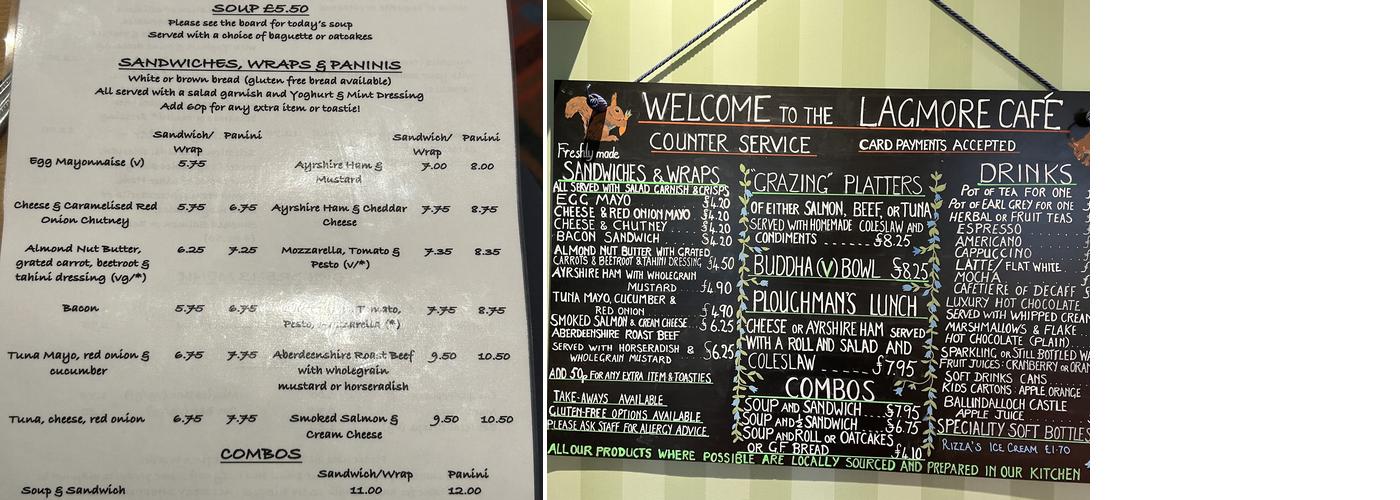 SOUP £5.50
Please see the board for today's soup
Served with a choice of baguette or oatcakes
SANDWICHES, WRAPS & PANINIS
White or brown bread (gluten free bread available)
All served with a salad garnish and Yoghurt & Mint Dressing
Add 60p for any extra item or toastie!
Sandwich/ Panini Sandwich/ Panini
Wrap Wrap
Egg Mayonnaise (v) 5.75 Ayrshire Ham & 7.00 8.00
Mustard
Cheese & Caramelised Red 5.75 6.75 Ayrshire Ham & Cheddar 7.75 8.75
Onion Chutney Cheese
Almond Nut Butter, 6.25 7.25 Mozzarella, Tomato & 7.35 8.35
grated carrot, beetroot & Pesto (v/*)
tahini dressing (vg/*)
Bacon 5.75 6.75 Tomato, 7.75 8.75
Pesto, Mozzarella (*)
Tuna Mayo, red onion & 6.75 7.75 Aberdeenshire Roast Beef 9.50 10.50
cucumber with wholegrain
mustard or horseradish
Tuna, cheese, red onion 6.75 7.75 Smoked Salmon & 9.50 10.50
Cream Cheese
COMBOS
Sandwich/Wrap Panini
Soup & Sandwich 11.00 12.00
WELCOME TO THE LAGMORE CAFÉ
COUNTER SERVICE CARD PAYMENTS ACCEPTED
Freshly made
SANDWICHES & WRAPS
ALL SERVED WITH SALAD GARNISH & CRISPS
EGG MAYO £4.20
CHEESE & RED ONION MAYO £4.20
CHEESE & CHUTNEY £4.20
BACON SANDWICH £4.20
ALMOND NUT BUTTER WITH GRATED
CARROTS & BEETROOT & TAHINI DRESSING £4.50
AYRSHIRE HAM WITH WHOLEGRAIN
MUSTARD £4.90
TUNA MAYO, CUCUMBER &
RED ONION £4.90
SMOKED SALMON & CREAM CHEESE £6.25
ABERDEENSHIRE ROAST BEEF
SERVED WITH HORSERADISH &
WHOLEGRAIN MUSTARD £6.25
ADD 50p FOR ANY EXTRA ITEM & TOASTIES
TAKE-AWAYS AVAILABLE
GLUTEN-FREE OPTIONS AVAILABLE
PLEASE ASK STAFF FOR ALLERGY ADVICE
"GRAZING" PLATTERS
OF EITHER SALMON, BEEF, OR TUNA
SERVED WITH HOMEMADE COLESLAW AND
CONDIMENTS £8.25
BUDDHA (V) BOWL £8.25
PLOUGHMAN'S LUNCH
CHEESE OR AYRSHIRE HAM SERVED
WITH A ROLL AND SALAD AND
COLESLAW £7.95
COMBOS
SOUP AND SANDWICH £7.95
SOUP AND ½ SANDWICH £6.75
SOUP AND ROLL OR OATCAKES
OR G.F BREAD £4.10
DRINKS
POT OF TEA FOR ONE
POT OF EARL GREY FOR ONE
HERBAL OR FRUIT TEAS
ESPRESSO
AMERICANO
CAPPUCCINO
LATTE/FLAT WHITE
MOCHA
CAFETIERE OF DECAFF
LUXURY HOT CHOCOLATE
SERVED WITH WHIPPED CREAM
MARSHMALLOWS & FLAKE
HOT CHOCOLATE (PLAIN)
SPARKLING OR STILL BOTTLED WA
FRUIT JUICES: CRANBERRY OR ORAN
SOFT DRINKS CANS
KIDS CARTONS: APPLE, ORANGE
BALLINDALLOCH CASTLE
APPLE JUICE
SPECIALITY SOFT BOTTLES
RIZZA'S ICE CREAM £1.70
ALL OUR PRODUCTS WHERE POSSIBLE ARE LOCALLY SOURCED AND PREPARED IN OUR KITCHEN